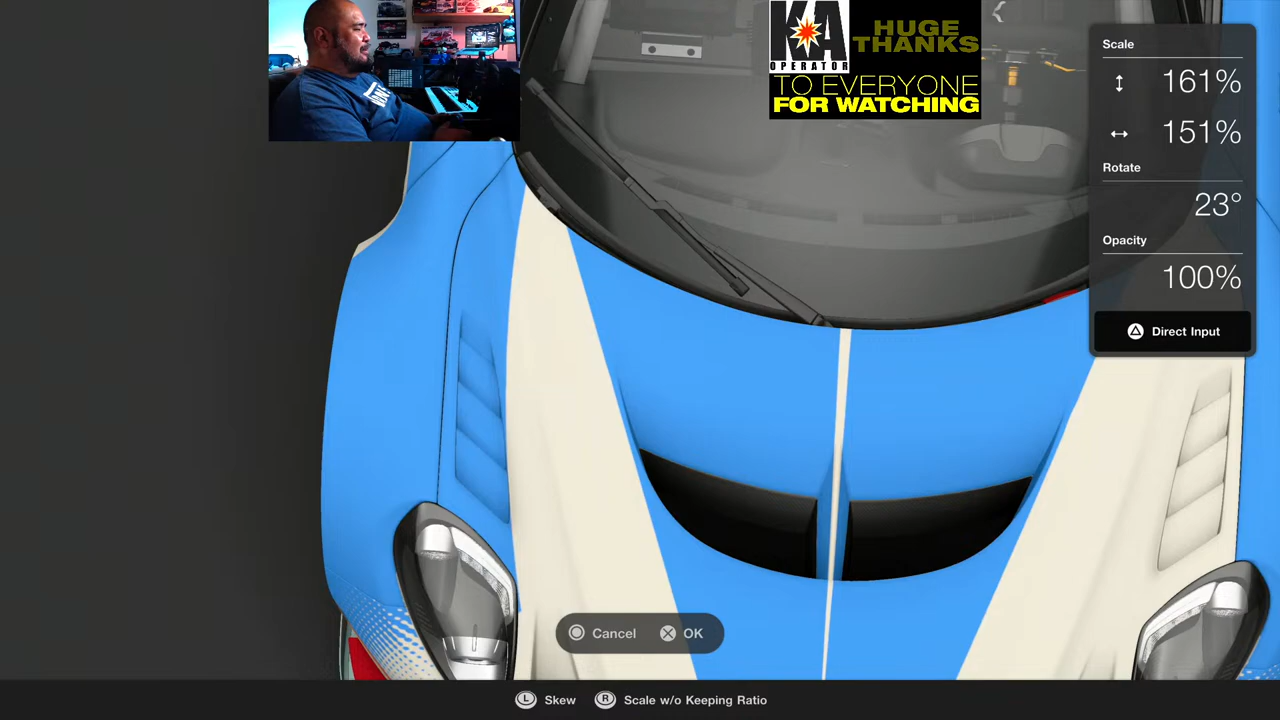 KA
OPERATOR
HUGE
THANKS
TO EVERYONE
FOR WATCHING
Scale
161%
151%
Rotate
23°
Opacity
100%
Direct Input
Cancel
OK
L Skew
R Scale w/o Keeping Ratio